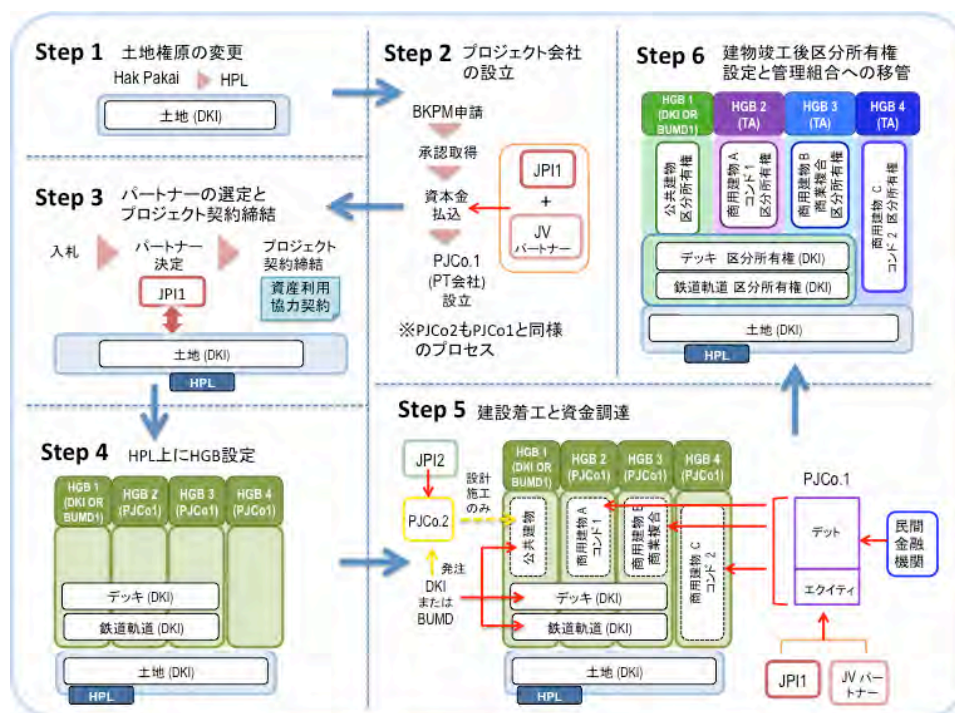 Step 1 土地権原の変更
Hak Pakai HPL
土地 (DKI)
Step 2 プロジェクト会社
の設立
BKPM申請
承認取得
資本金
払込
PJCo.1
(PT会社)
設立
JPI1
+
JV
パートナー
※PJCo2もPJCo1と同様
のプロセス
Step 3 パートナーの選定と
プロジェクト契約締結
入札
パートナー
決定
プロジェクト
契約締結
JPI1
資産利用
協力契約
土地 (DKI)
HPL
Step 4 HPL上にHGB設定
HGB 1
(DKI OR
BUMD1)
HGB 2
(PJCo1)
HGB 3
(PJCo1)
HGB 4
(PJCo1)
デッキ (DKI)
鉄道軌道 (DKI)
土地 (DKI)
HPL
Step 5 建設着工と資金調達
JPI2
PJCo.2
設計
施工
のみ
発注
DKI
または
BUMD
HGB 1
(DKI OR
BUMD1)
HGB 2
(PJCo1)
HGB 3
(PJCo1)
HGB 4
(PJCo1)
公共建物
商用建物A
コンド1
商用建物B
商業複合
商用建物C
コンド2
デッキ (DKI)
鉄道軌道 (DKI)
土地 (DKI)
HPL
PJCo.1
デット
エクイティ
民間
金融
機関
JPI1
JV パー
トナー
Step 6 建物竣工後区分所有権
設定と管理組合への移管
HGB 1
(DKI OR
BUMD1)
HGB 2
(TA)
HGB 3
(TA)
HGB 4
(TA)
公共建物
区分所有権
商用建物A
コンド1
区分所有権
商用建物B
商業複合
区分所有権
商用建物C
コンド2 区分所有権
デッキ 区分所有権 (DKI)
鉄道軌道 区分所有権 (DKI)
土地 (DKI)
HPL